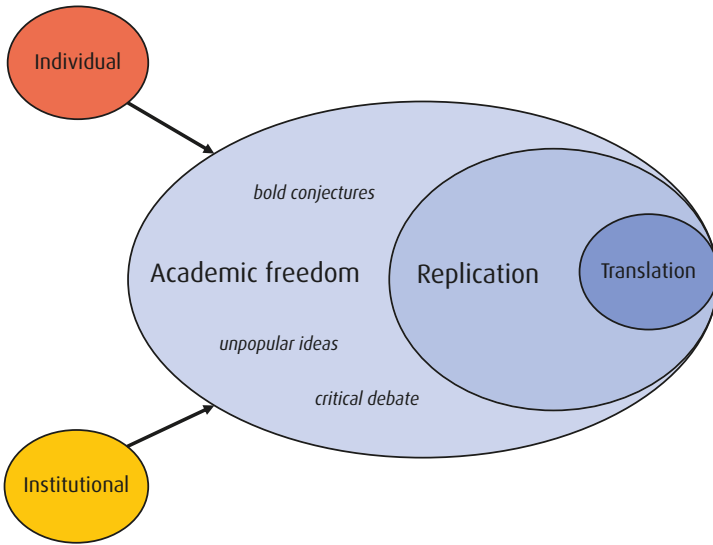 Individual
bold conjectures
Academic freedom
Replication
Translation
unpopular ideas
critical debate
Institutional